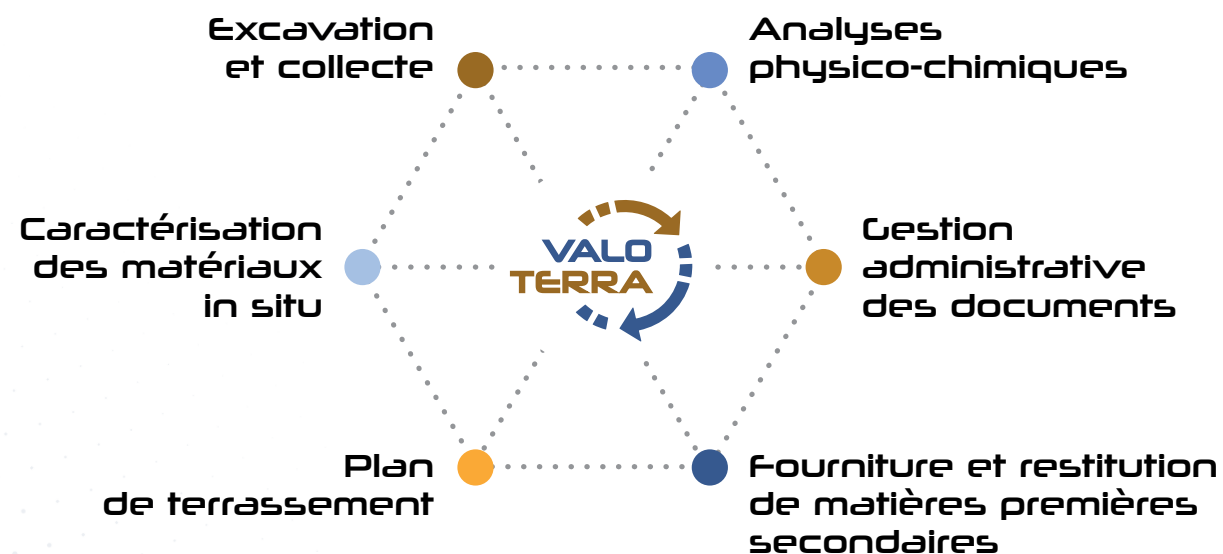 Excavation
et collecte
Analyses
physico-chimiques
Caractérisation
des matériaux
in situ
VALO
TERRA
Gestion
administrative
des documents
Plan
de terrassement
Fourniture et restitution
de matières premières
secondaires